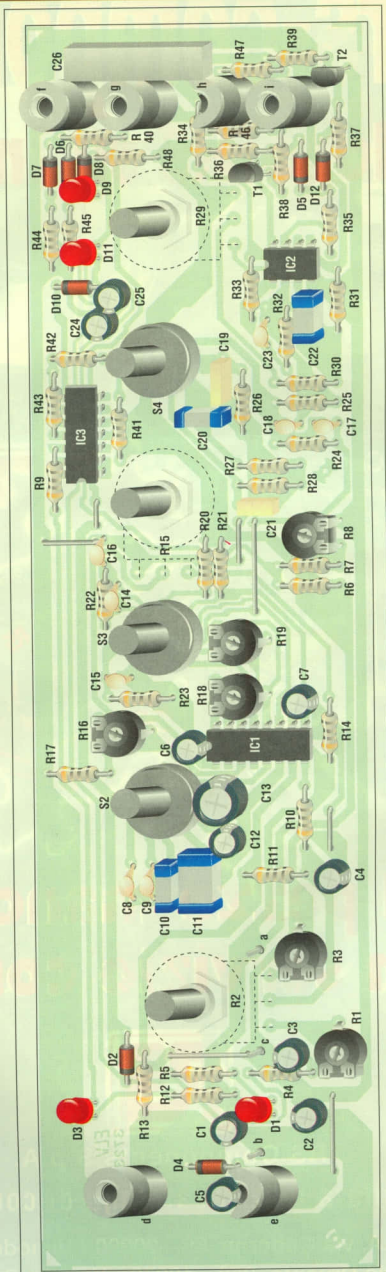 C26
R39
R47
f
g
h
i
T2
R
40
R34
R
46
R37
D7
D6
D8
R48
R36
T1
D9
R38
D5
D12
R44
R45
D11
R29
R35
D10
IC2
R33
C25
C24
R32
C22
R31
R42
C19
C23
R43
S4
R26
R30
R25
R41
C20
C18
C17
IC3
R24
R9
R27
R28
R15
R20
R21
C21
R8
C16
R7
R6
R22
C14
S3
R19
C15
R23
R18
C7
R16
C6
IC1
R14
R17
S2
C13
C12
R10
R11
C4
C8
C9
C10
C11
a
R2
R3
D2
c
C3
R1
R5
R12
R4
R13
D3
C1
D1
C2
D4
b
C5
d
e
ELV